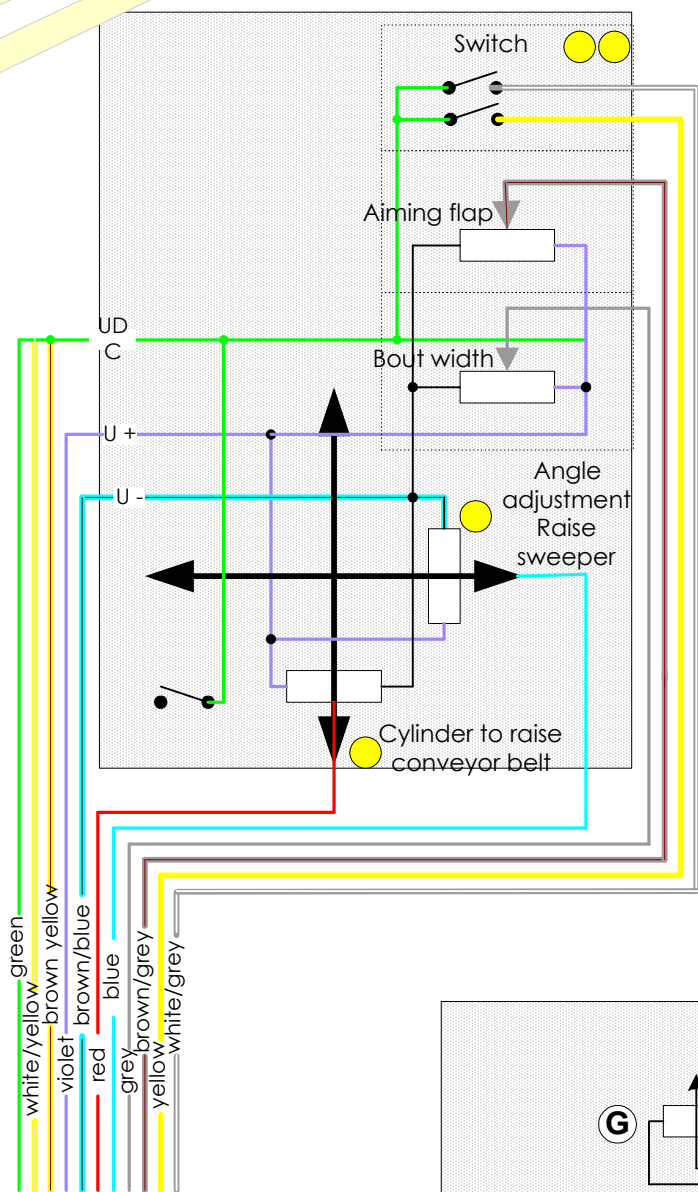 Switch
Aiming flap
UD
C
Bout width
U +
U -
Angle
adjustment
Raise
sweeper
Cylinder to raise
conveyor belt
green
white/yellow
brown yellow
violet
brown/blue
red
blue
grey
brown/grey
yellow
white/grey
G